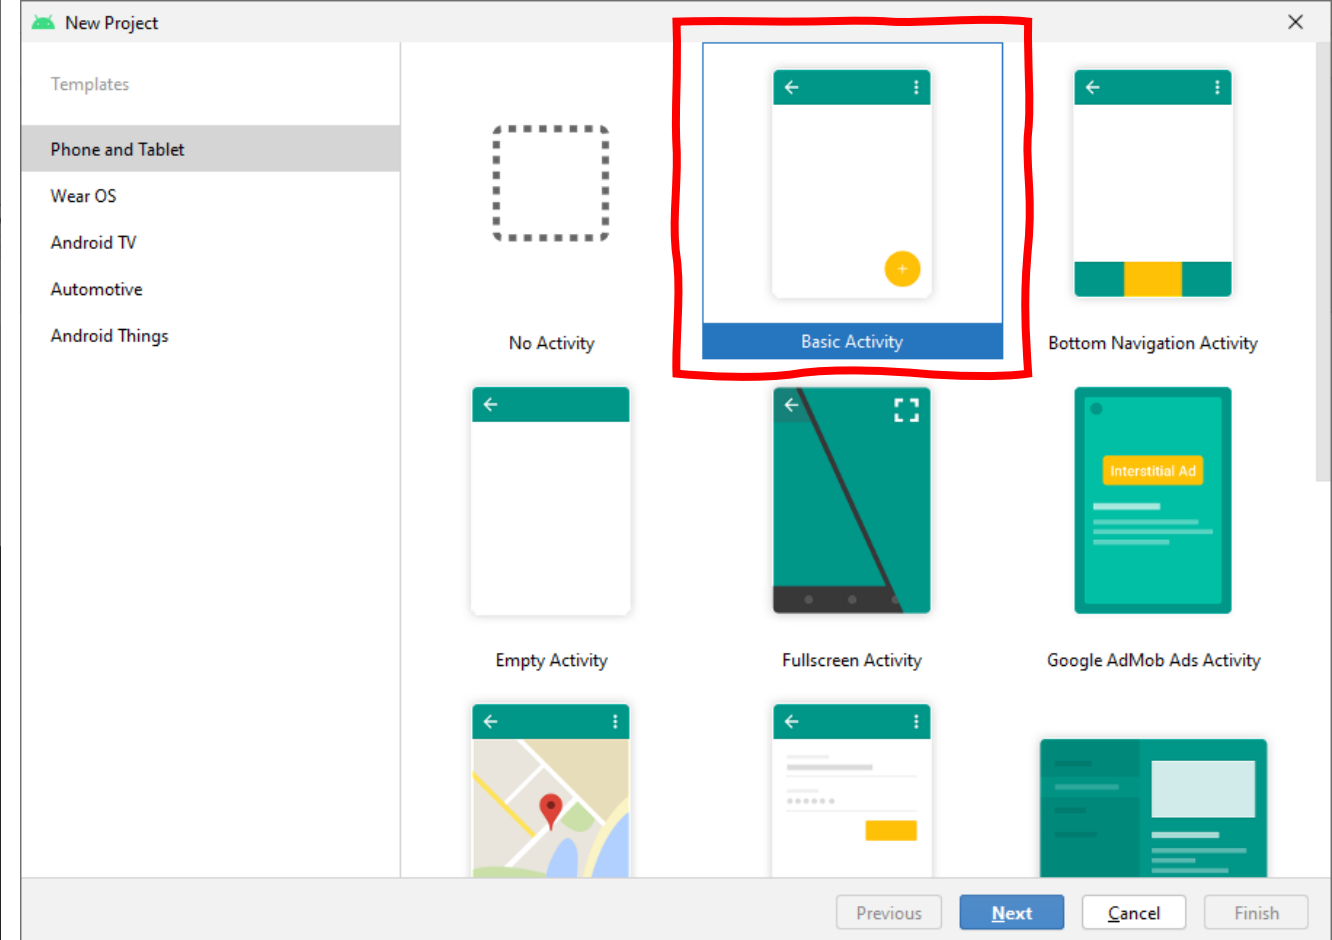 New Project
Templates
Phone and Tablet
Wear OS
Android TV
Automotive
Android Things
No Activity
Basic Activity
Bottom Navigation Activity
Interstitial Ad
Empty Activity
Fullscreen Activity
Google AdMob Ads Activity
Previous
Next
Cancel
Finish